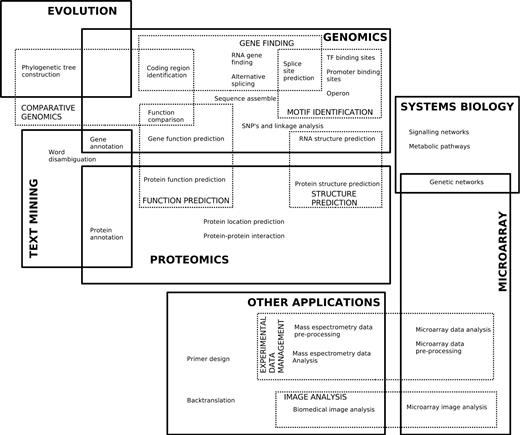 EVOLUTION
GENOMICS
GENE FINDING
Phylogenetic tree
construction
Coding region
identification
RNA gene
finding
Alternative
splicing
Splice
site
prediction
TF binding sites
Promoter binding
sites
Operon
Sequence assemble
COMPARATIVE
GENOMICS
Function
comparison
MOTIF IDENTIFICATION
SNP's and linkage analysis
Gene
annotation
Gene function prediction
RNA structure prediction
Word
disambiguation
TEXT MINING
Protein function prediction
Protein structure prediction
FUNCTION PREDICTION
STRUCTURE
PREDICTION
Protein
annotation
Protein location prediction
Protein-protein interaction
PROTEOMICS
SYSTEMS BIOLOGY
Signalling networks
Metabolic pathways
Genetic networks
MICROARRAY
OTHER APPLICATIONS
EXPERIMENTAL
DATA
MANAGEMENT
Mass espectrometry data
pre-processing
Mass espectrometry data
Analysis
Microarray data analysis
Microarray data
pre-processing
Primer design
Backtranslation
IMAGE ANALYSIS
Biomedical image analysis
Microarray image analysis